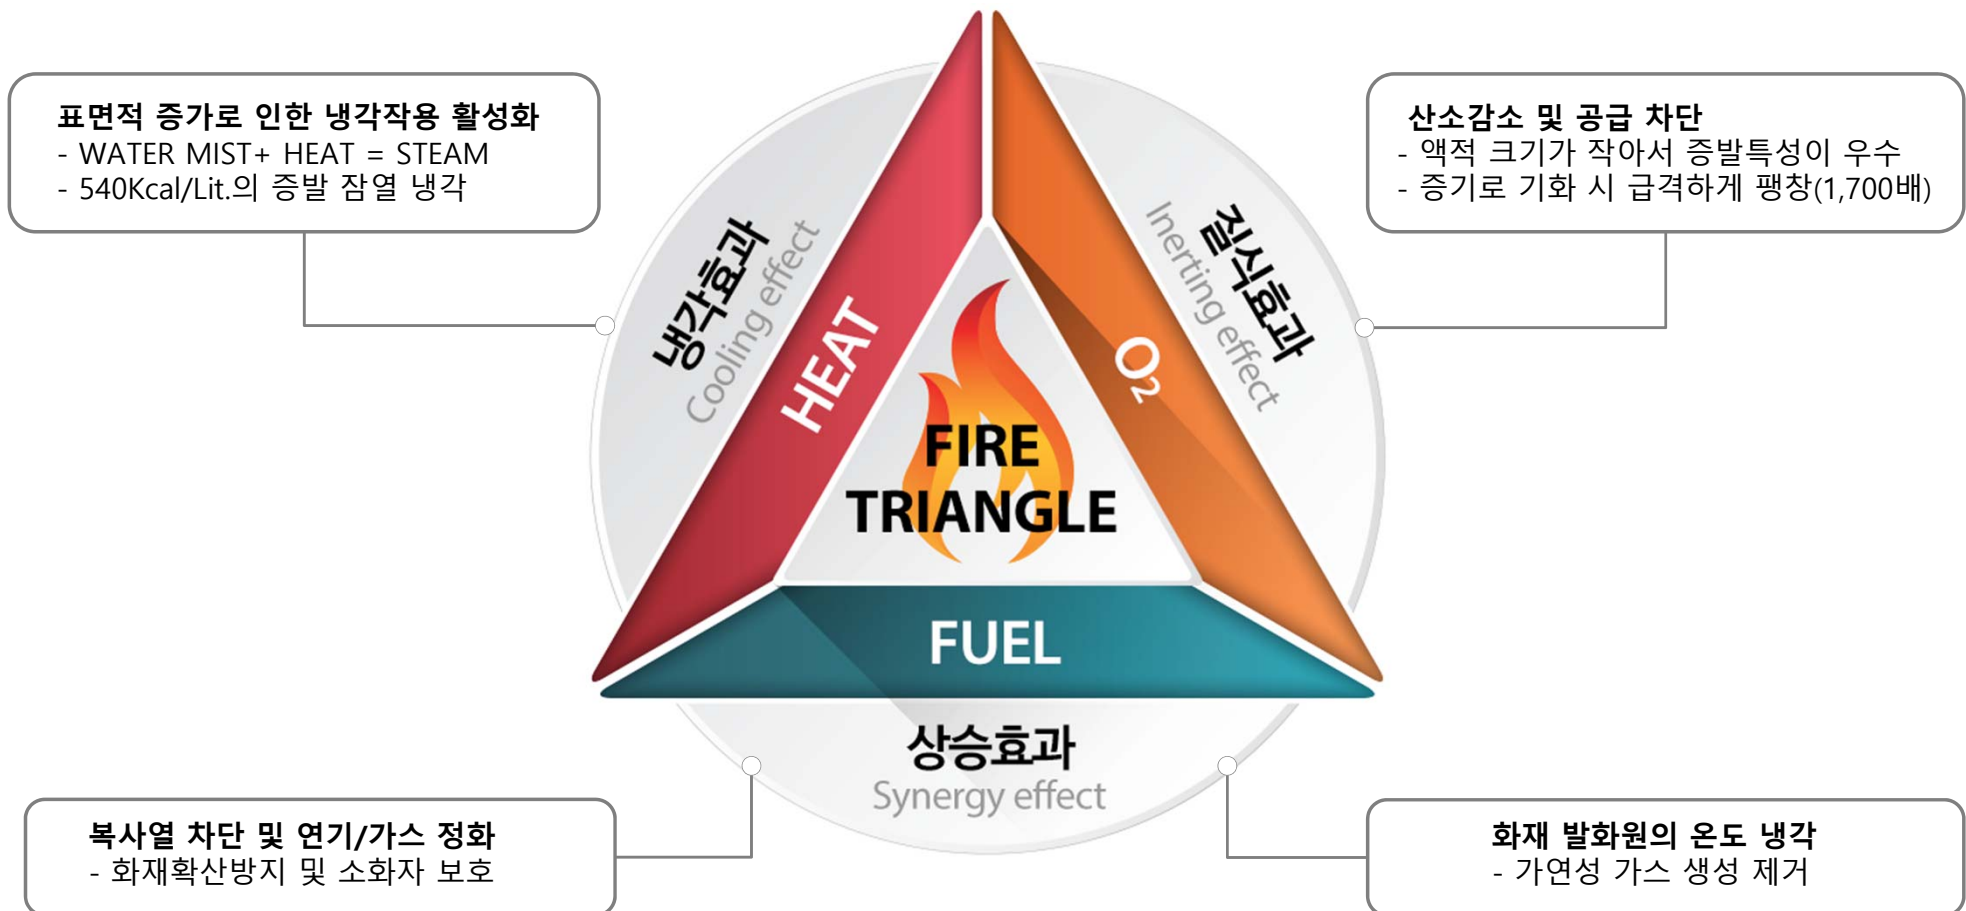 표면적 증가로 인한 냉각작용 활성화
- WATER MIST+ HEAT = STEAM
- 540Kcal/Lit.의 증발 잠열 냉각
산소감소 및 공급 차단
- 액적 크기가 작아서 증발특성이 우수
- 증기로 기화 시 급격하게 팽창(1,700배)
냉각효과
Cooling effect
HEAT
질식효과
Inerting effect
O2
FIRE
TRIANGLE
FUEL
상승효과
Synergy effect
복사열 차단 및 연기/가스 정화
- 화재확산방지 및 소화자 보호
화재 발화원의 온도 냉각
- 가연성 가스 생성 제거